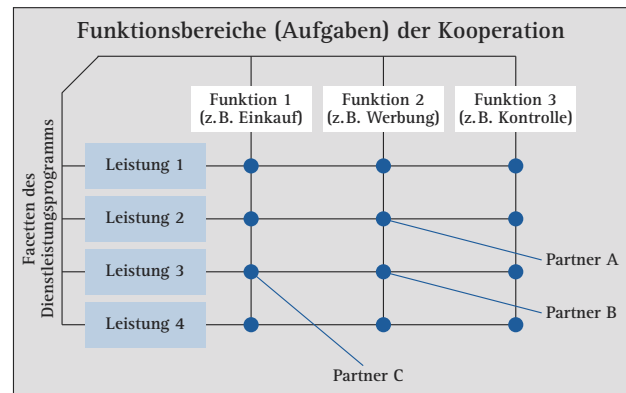 Funktionsbereiche (Aufgaben) der Kooperation
Funktion 1
(z. B. Einkauf)
Funktion 2
(z. B. Werbung)
Funktion 3
(z. B. Kontrolle)
Facetten des
Dienstleistungsprogramms
Leistung 1
Leistung 2
Leistung 3
Leistung 4
Partner A
Partner B
Partner C